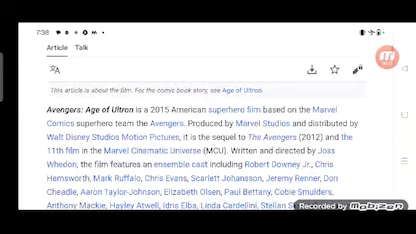 7:38
Article Talk
This article is about the film. For the comic book story, see Age of Ultron.
Avengers: Age of Ultron is a 2015 American superhero film based on the Marvel
Comics superhero team the Avengers. Produced by Marvel Studios and distributed by
Walt Disney Studios Motion Pictures, it is the sequel to The Avengers (2012) and the
11th film in the Marvel Cinematic Universe (MCU). Written and directed by Joss
Whedon, the film features an ensemble cast including Robert Downey Jr., Chris
Hemsworth, Mark Ruffalo, Chris Evans, Scarlett Johansson, Jeremy Renner, Don
Cheadle, Aaron Taylor-Johnson, Elizabeth Olsen, Paul Bettany, Cobie Smulders,
Anthony Mackie, Hayley Atwell, Idris Elba, Linda Cardellini, Stellan
Recorded by Mobizen